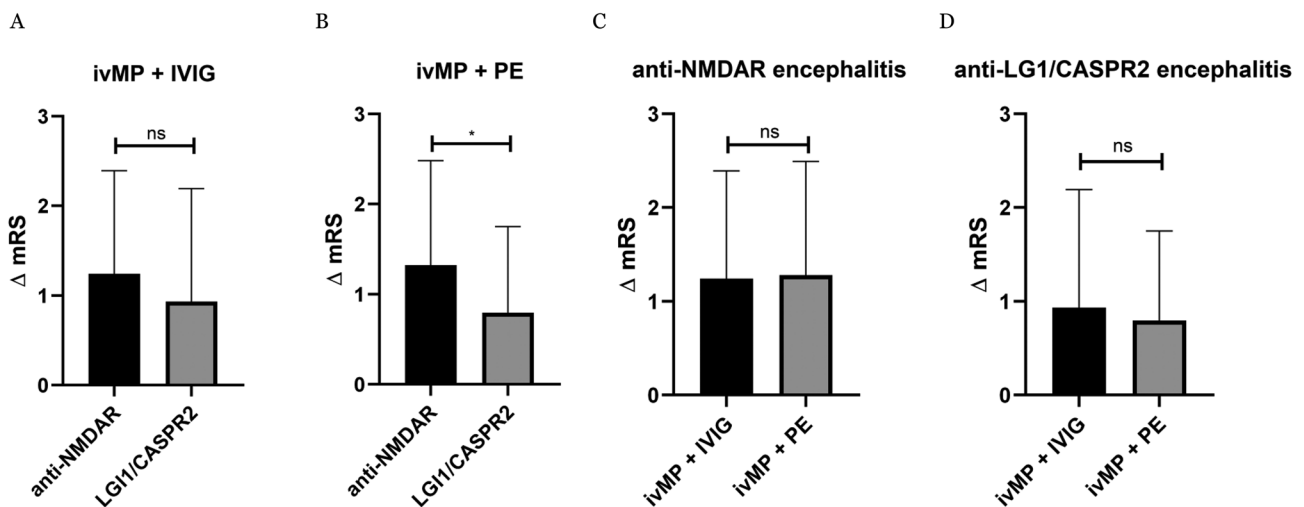 A
ivMP + IVIG
3
2
1
0
Δ mRS
ns
anti-NMDAR
LGI1/CASPR2
B
ivMP + PE
3
2
1
0
Δ mRS
*
anti-NMDAR
LGI1/CASPR2
C
anti-NMDAR encephalitis
3
2
1
0
Δ mRS
ns
ivMP + IVIG
ivMP + PE
D
anti-LG1/CASPR2 encephalitis
3
2
1
0
Δ mRS
ns
ivMP + IVIG
ivMP + PE